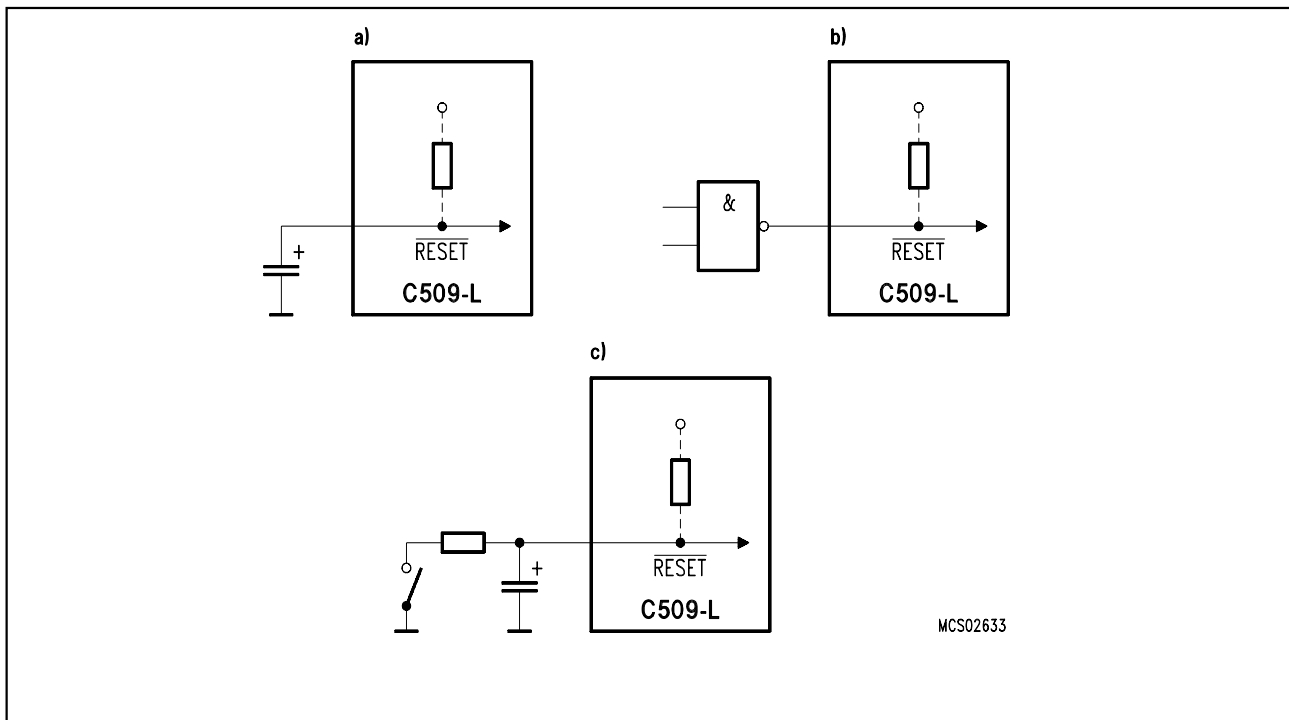 a)
b)
+
RESET
C509-L
&
RESET
C509-L
c)
+
RESET
C509-L
MCS02633